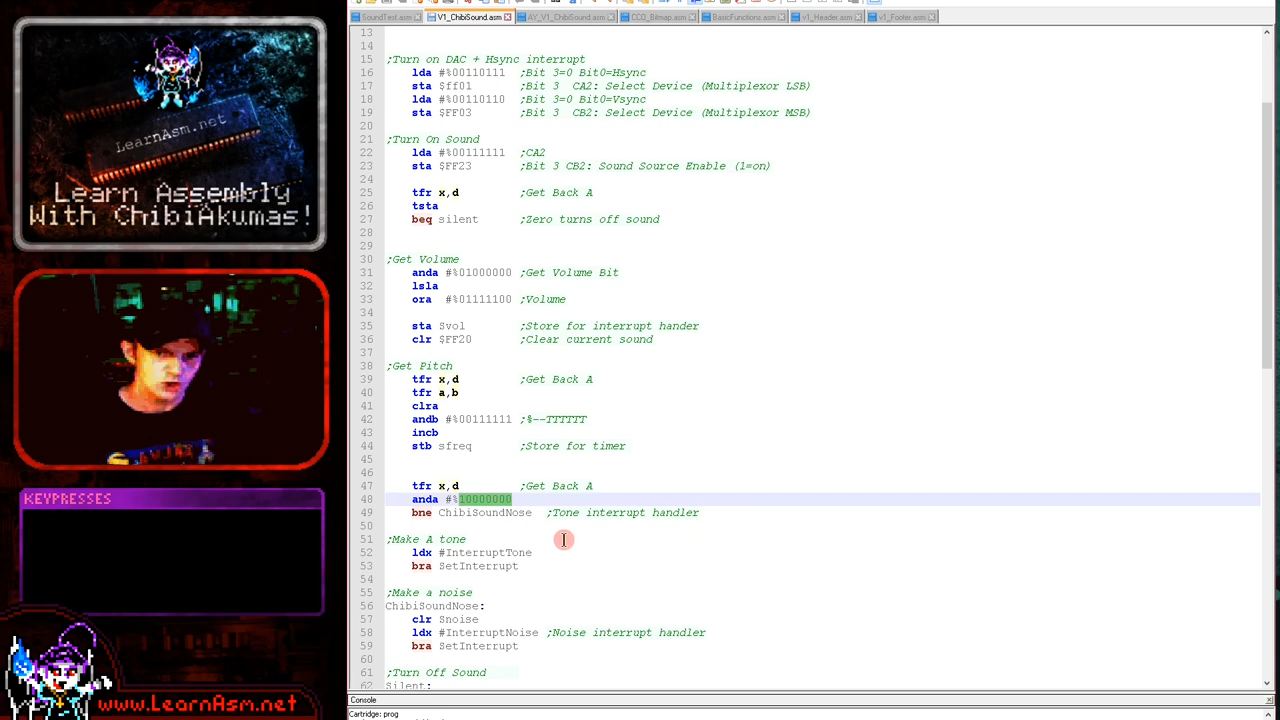 SoundTest.asm
V1_ChibiSound.asm
AY_V1_ChibiSound.asm
CCO_Bitmap.asm
BasicFunctions.asm
v1_Header.asm
v1_Footer.asm
LearnAsm.net
Learn Assembly
With ChibiAkumas!
KEYPRESSES
www.LearnAsm.net
13
14
15 ;Turn on DAC + Hsync interrupt
16 lda #%00110111 ;Bit 3=0 Bit0=Hsync
17 sta $ff01 ;Bit 3 CA2: Select Device (Multiplexor LSB)
18 lda #%00110110 ;Bit 3=0 Bit0=Vsync
19 sta $FF03 ;Bit 3 CB2: Select Device (Multiplexor MSB)
20
21 ;Turn On Sound
22 lda #%00111111 ;CA2
23 sta $FF23 ;Bit 3 CB2: Sound Source Enable (1=on)
24
25 tfr x,d ;Get Back A
26 tsta
27 beq silent ;Zero turns off sound
28
29
30 ;Get Volume
31 anda #%01000000 ;Get Volume Bit
32 lsla
33 ora #%01111100 ;Volume
34
35 sta Svol ;Store for interrupt hander
36 clr $FF20 ;Clear current sound
37
38 ;Get Pitch
39 tfr x,d ;Get Back A
40 tfr a,b
41 clra
42 andb #%00111111 ;%--TTTTTT
43 incb
44 stb sfreq ;Store for timer
45
46
47 tfr x,d ;Get Back A
48 anda #%10000000
49 bne ChibiSoundNose ;Tone interrupt handler
50
51 ;Make A tone
52 ldx #InterruptTone
53 bra SetInterrupt
54
55 ;Make a noise
56 ChibiSoundNose:
57 clr Snoise
58 ldx #InterruptNoise ;Noise interrupt handler
59 bra SetInterrupt
60
61 ;Turn Off Sound
62 Silent:
Console
Cartridge: prog